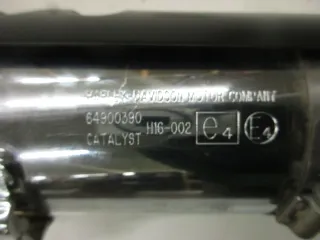 HARLEY-DAVIDSON MOTOR COMPANY
64900390 H16-002 e4 E4
CATALYST